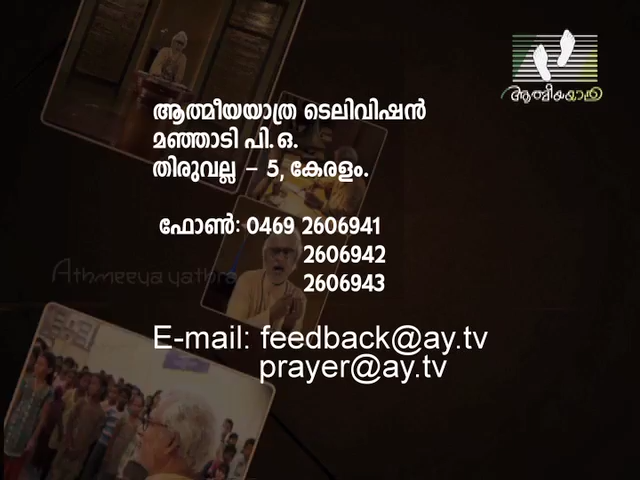 ആത്മീയയാത്ര
ആത്മീയയാത്ര ടെലിവിഷൻ
മഞ്ഞാടി പി.ഒ.
തിരുവല്ല – 5, കേരളം.
ഫോൺ: 0469 2606941
2606942
2606943
Athmeeya yathra
E-mail: feedback@ay.tv
prayer@ay.tv